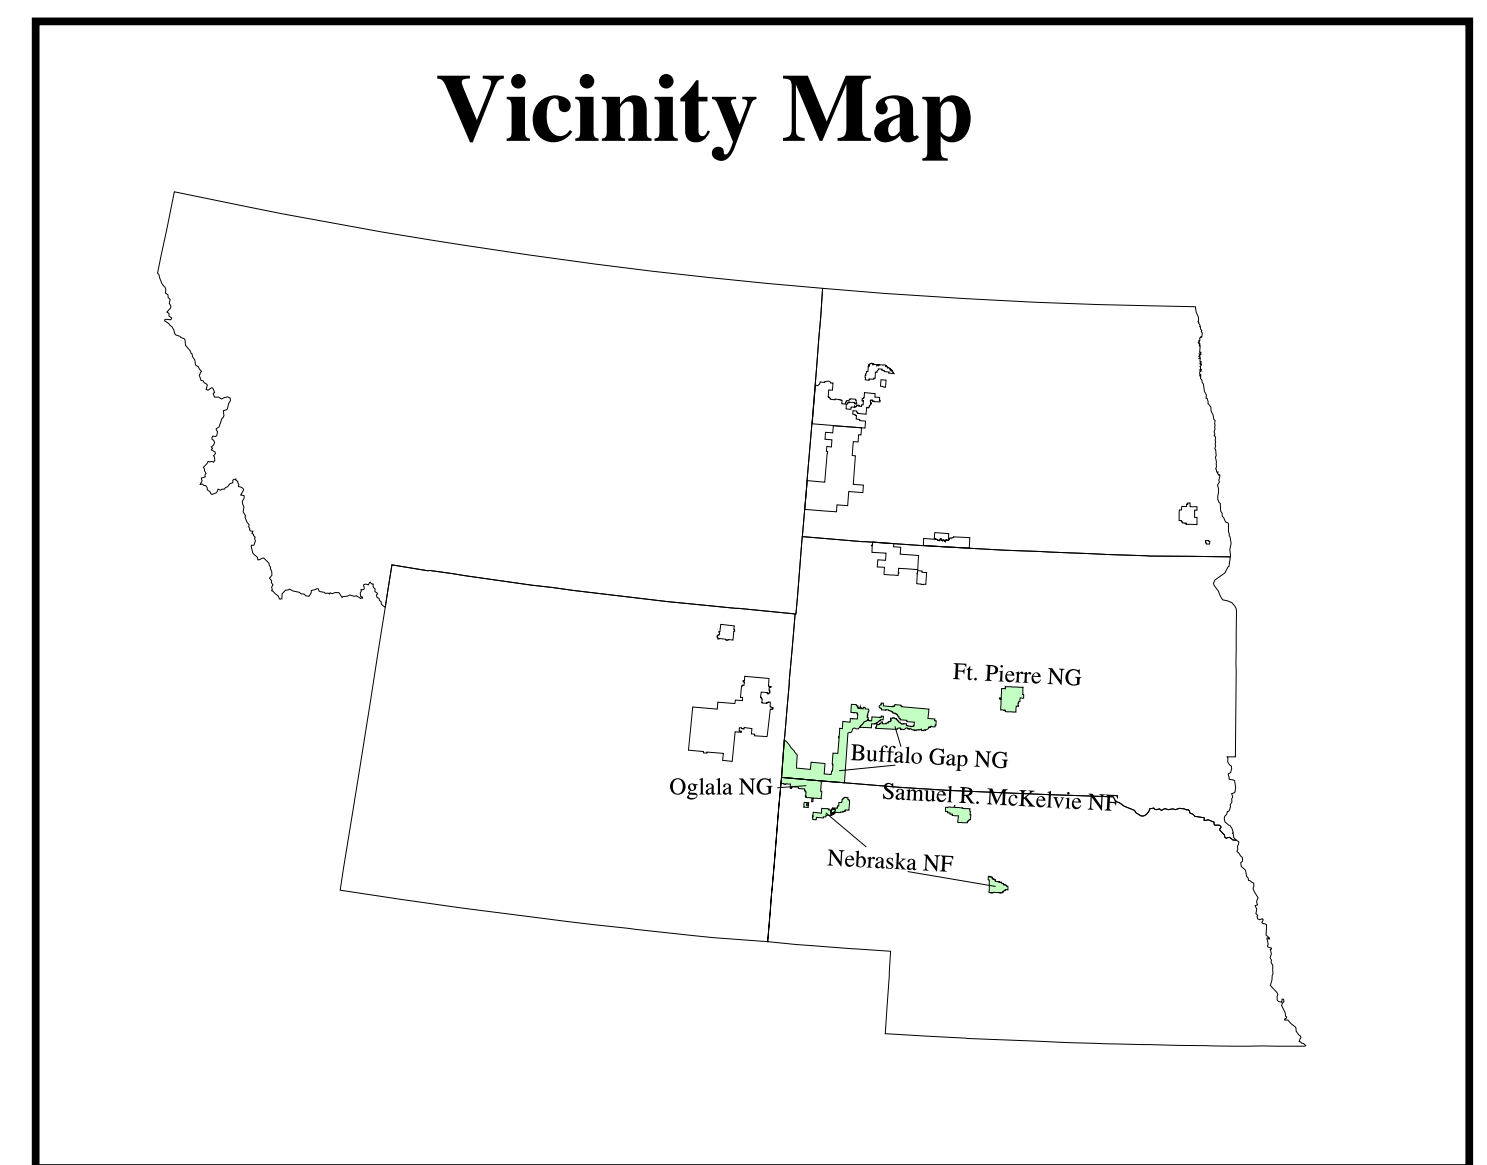 Vicinity Map
Ft. Pierre NG
Buffalo Gap NG
Oglala NG
Samuel R. McKelvie NF
Nebraska NF